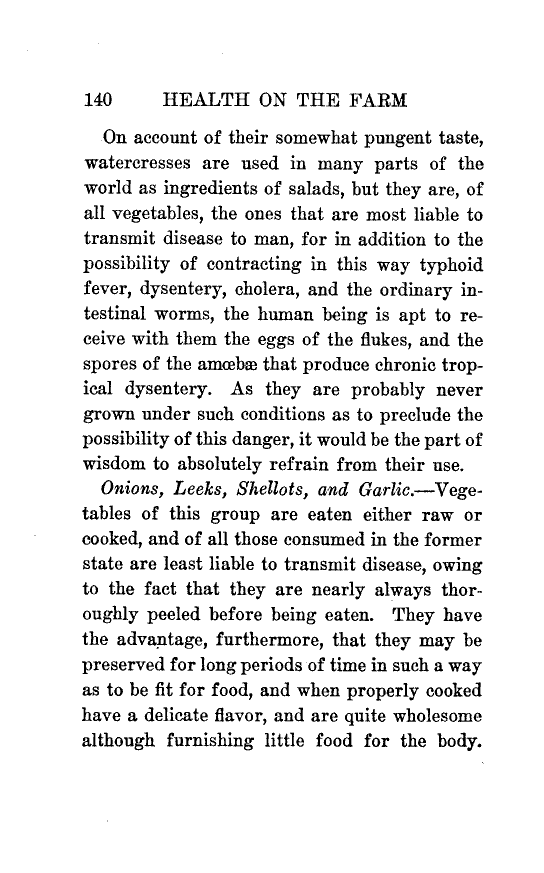 140 HEALTH ON THE FARM
On account of their somewhat pungent taste,
watercresses are used in many parts of the
world as ingredients of salads, but they are, of
all vegetables, the ones that are most liable to
transmit disease to man, for in addition to the
possibility of contracting in this way typhoid
fever, dysentery, cholera, and the ordinary in-
testinal worms, the human being is apt to re-
ceive with them the eggs of the flukes, and the
spores of the amœbæ that produce chronic trop-
ical dysentery. As they are probably never
grown under such conditions as to preclude the
possibility of this danger, it would be the part of
wisdom to absolutely refrain from their use.
Onions, Leeks, Shellots, and Garlic.—Vege-
tables of this group are eaten either raw or
cooked, and of all those consumed in the former
state are least liable to transmit disease, owing
to the fact that they are nearly always thor-
oughly peeled before being eaten. They have
the advantage, furthermore, that they may be
preserved for long periods of time in such a way
as to be fit for food, and when properly cooked
have a delicate flavor, and are quite wholesome
although furnishing little food for the body.